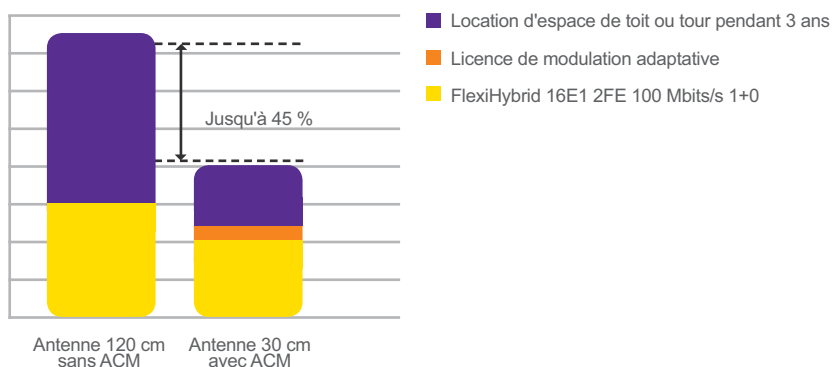 Location d'espace de toit ou tour pendant 3 ans
Licence de modulation adaptative
FlexiHybrid 16E1 2FE 100 Mbits/s 1+0
Jusqu'à 45 %
Antenne 120 cm
sans ACM
Antenne 30 cm
avec ACM